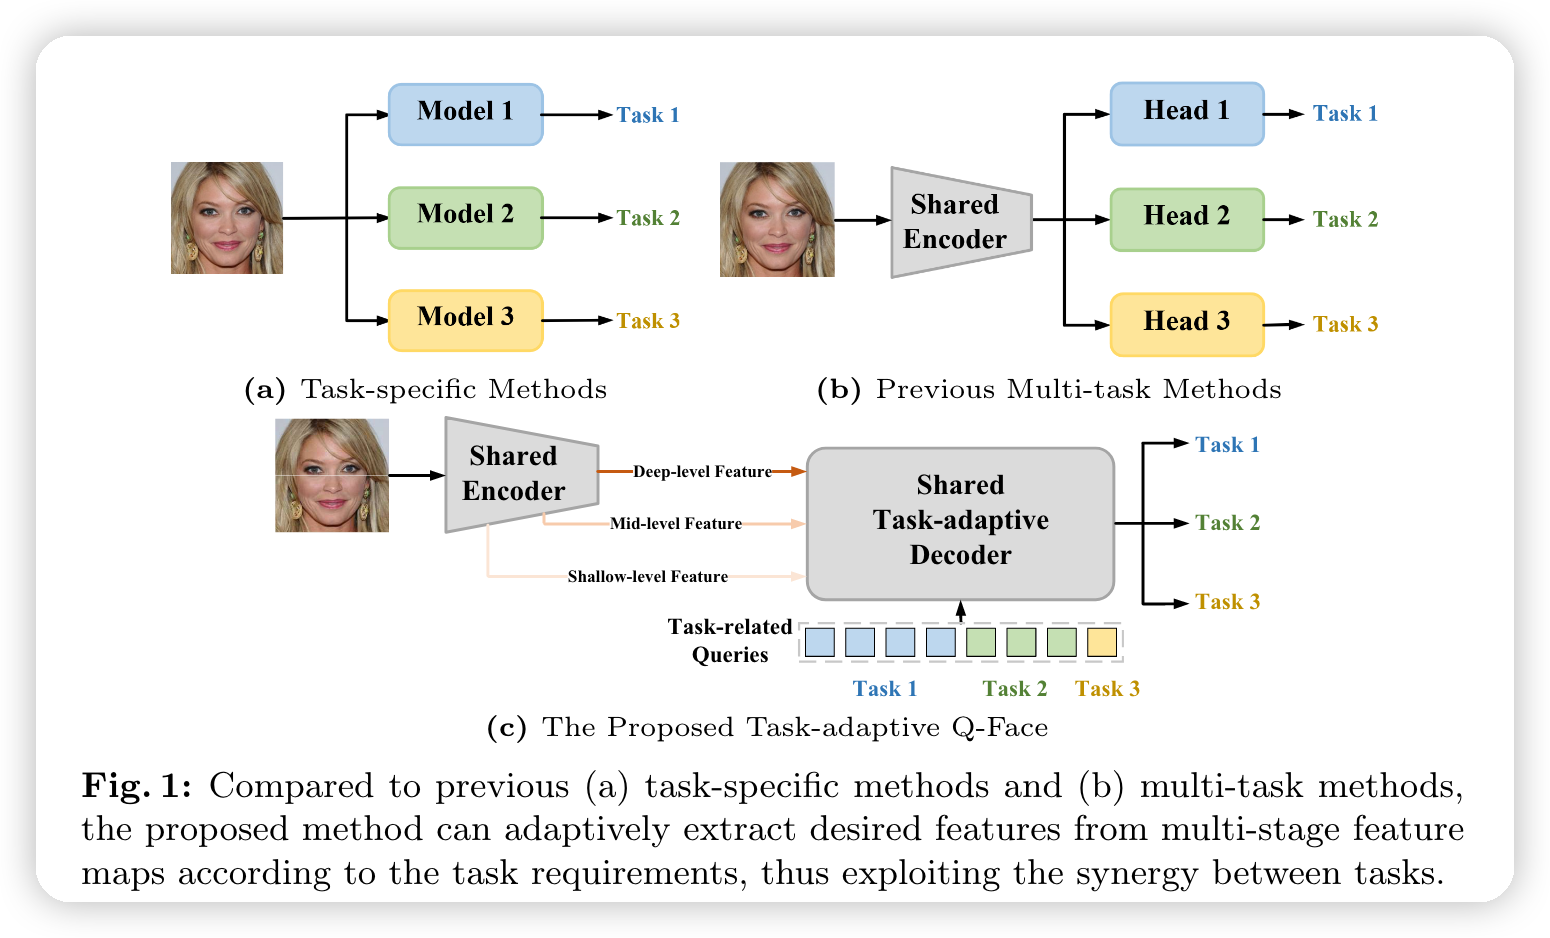 Model 1
Task 1
Model 2
Task 2
Model 3
Task 3
(a) Task-specific Methods
Shared
Encoder
Head 1
Task 1
Head 2
Task 2
Head 3
Task 3
(b) Previous Multi-task Methods
Shared
Encoder
Deep-level Feature
Mid-level Feature
Shallow-level Feature
Shared
Task-adaptive
Decoder
Task 1
Task 2
Task 3
Task-related
Queries
Task 1
Task 2
Task 3
(c) The Proposed Task-adaptive Q-Face
Fig. 1: Compared to previous (a) task-specific methods and (b) multi-task methods,
the proposed method can adaptively extract desired features from multi-stage feature
maps according to the task requirements, thus exploiting the synergy between tasks.